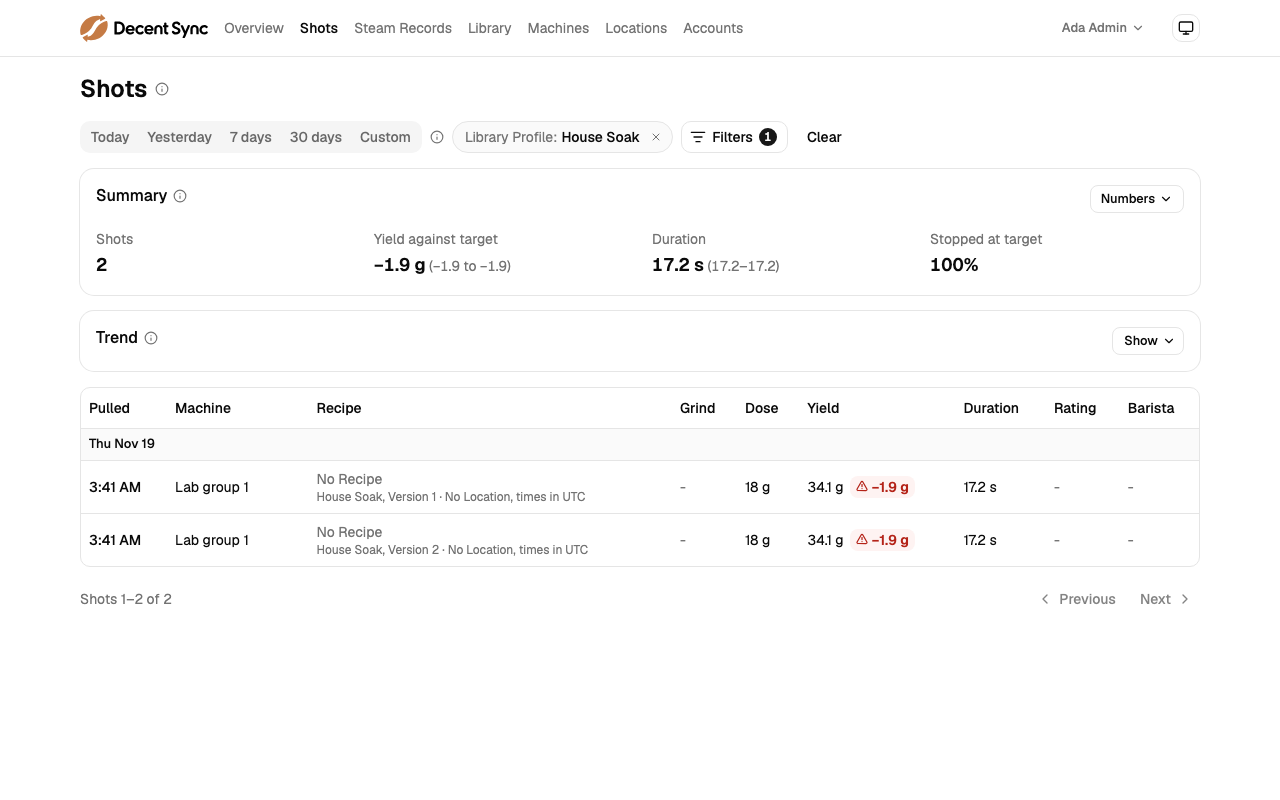 Decent Sync Overview Shots Steam Records Library Machines Locations Accounts Ada Admin
Shots
Today Yesterday 7 days 30 days Custom Library Profile: House Soak Filters 1 Clear
Summary Numbers
Shots Yield against target Duration Stopped at target
2 −1.9 g (−1.9 to −1.9) 17.2 s (17.2–17.2) 100%
Trend Show
Pulled Machine Recipe Grind Dose Yield Duration Rating Barista
Thu Nov 19
3:41 AM Lab group 1 No Recipe - 18 g 34.1 g −1.9 g 17.2 s - -
House Soak, Version 1 · No Location, times in UTC
3:41 AM Lab group 1 No Recipe - 18 g 34.1 g −1.9 g 17.2 s - -
House Soak, Version 2 · No Location, times in UTC
Shots 1–2 of 2 Previous Next